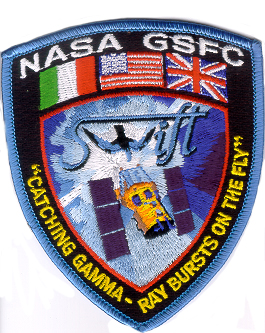 NASA GSFC
Swift
"CATCHING GAMMA - RAY BURSTS ON THE FLY"